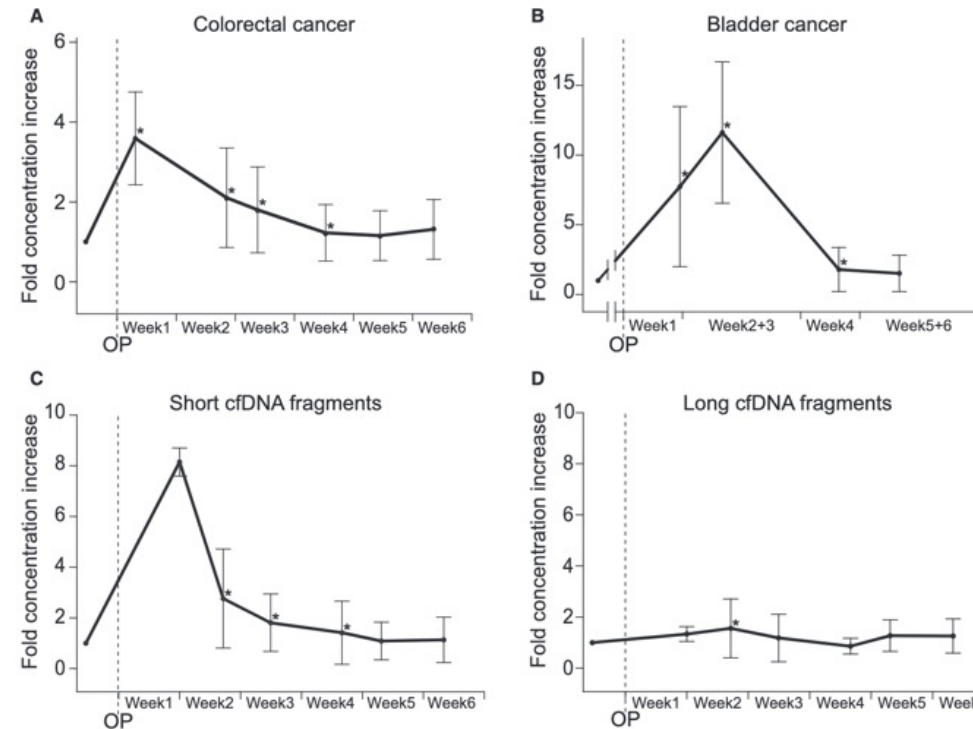 A
Colorectal cancer
Fold concentration increase
6
4
2
0
*
*
*
*
Week1 Week2 Week3 Week4 Week5 Week6
OP
B
Bladder cancer
Fold concentration increase
15
10
5
0
*
*
*
Week1 Week2+3 Week4 Week5+6
OP
C
Short cfDNA fragments
Fold concentration increase
10
8
6
4
2
0
*
*
*
Week1 Week2 Week3 Week4 Week5 Week6
OP
D
Long cfDNA fragments
Fold concentration increase
10
8
6
4
2
0
*
Week1 Week2 Week3 Week4 Week5 Week
OP